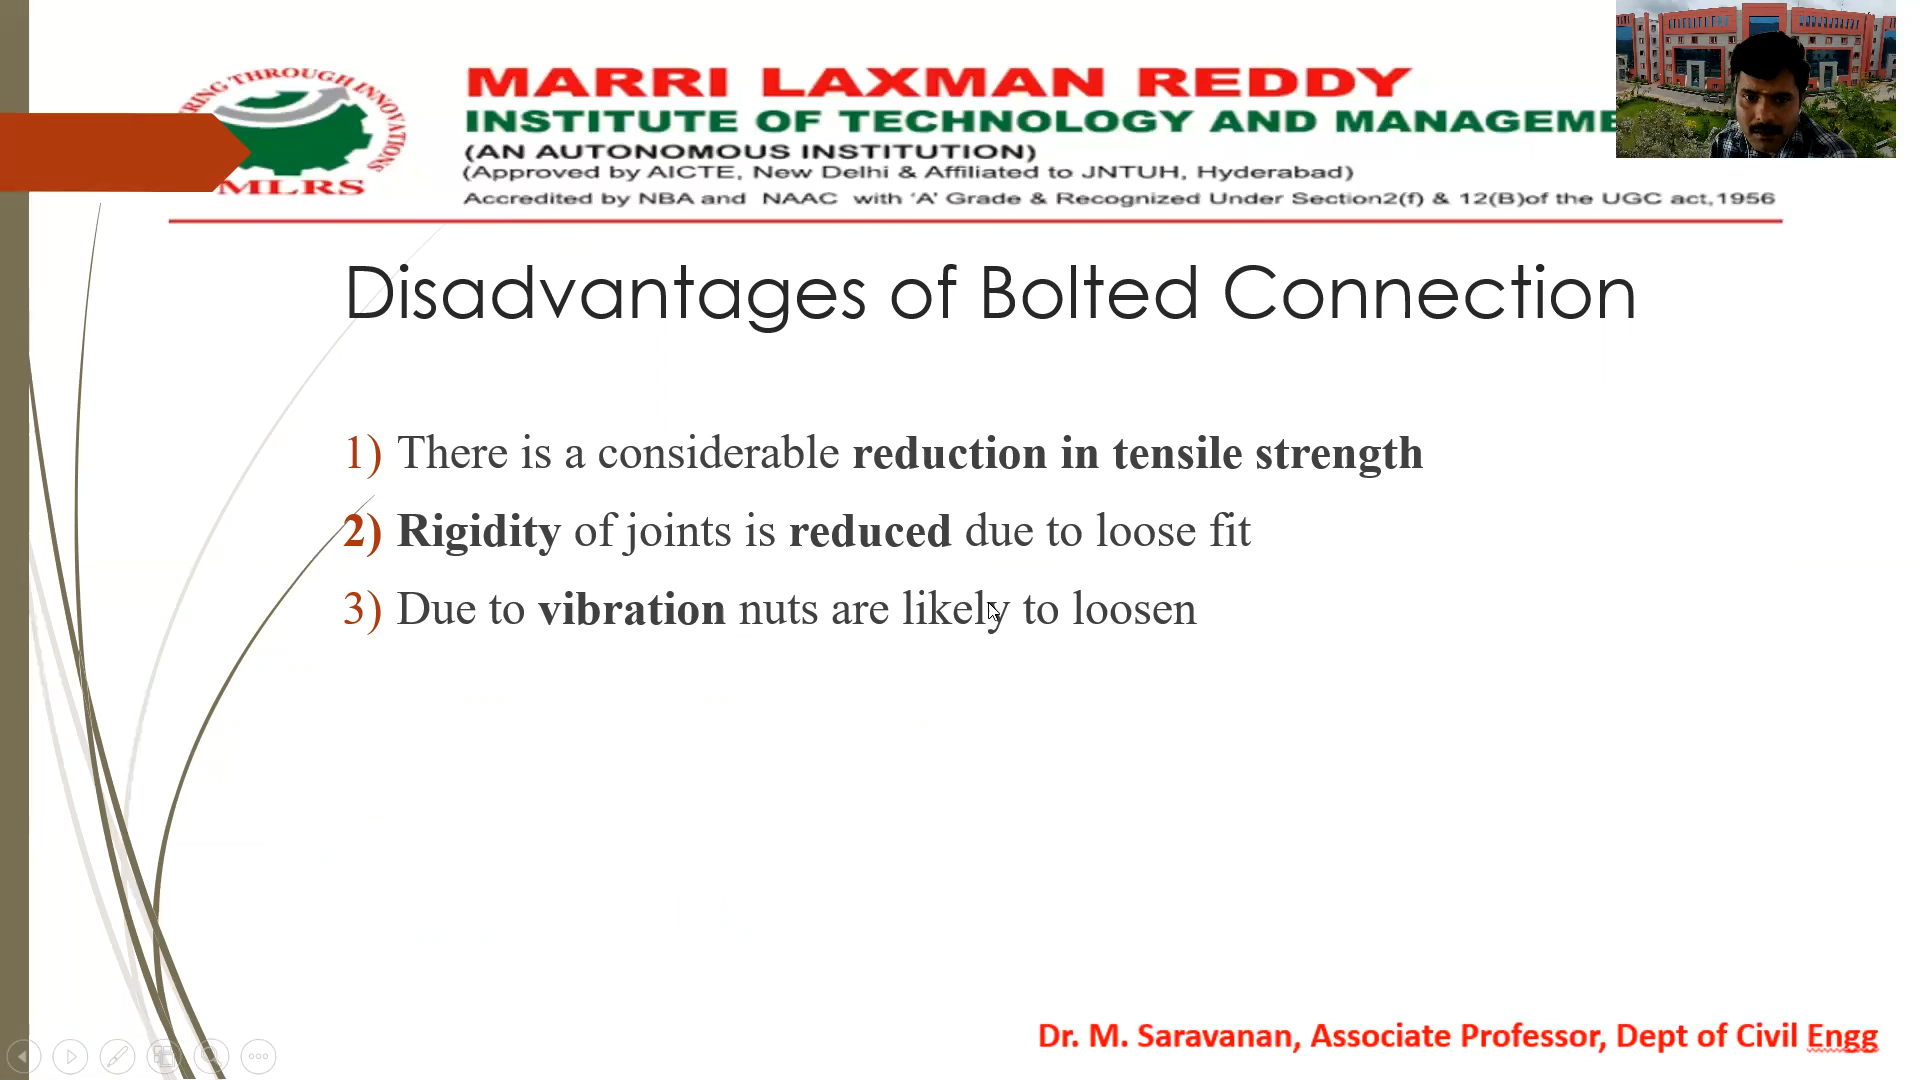 RING THROUGH INNOVATIONS
MLRS
MARRI LAXMAN REDDY
INSTITUTE OF TECHNOLOGY AND MANAGEME
(AN AUTONOMOUS INSTITUTION)
(Approved by AICTE, New Delhi & Affiliated to JNTUH, Hyderabad)
Accredited by NBA and NAAC with 'A' Grade & Recognized Under Section2(f) & 12(B)of the UGC act,1956
Disadvantages of Bolted Connection
1) There is a considerable reduction in tensile strength
2) Rigidity of joints is reduced due to loose fit
3) Due to vibration nuts are likely to loosen
Dr. M. Saravanan, Associate Professor, Dept of Civil Engg